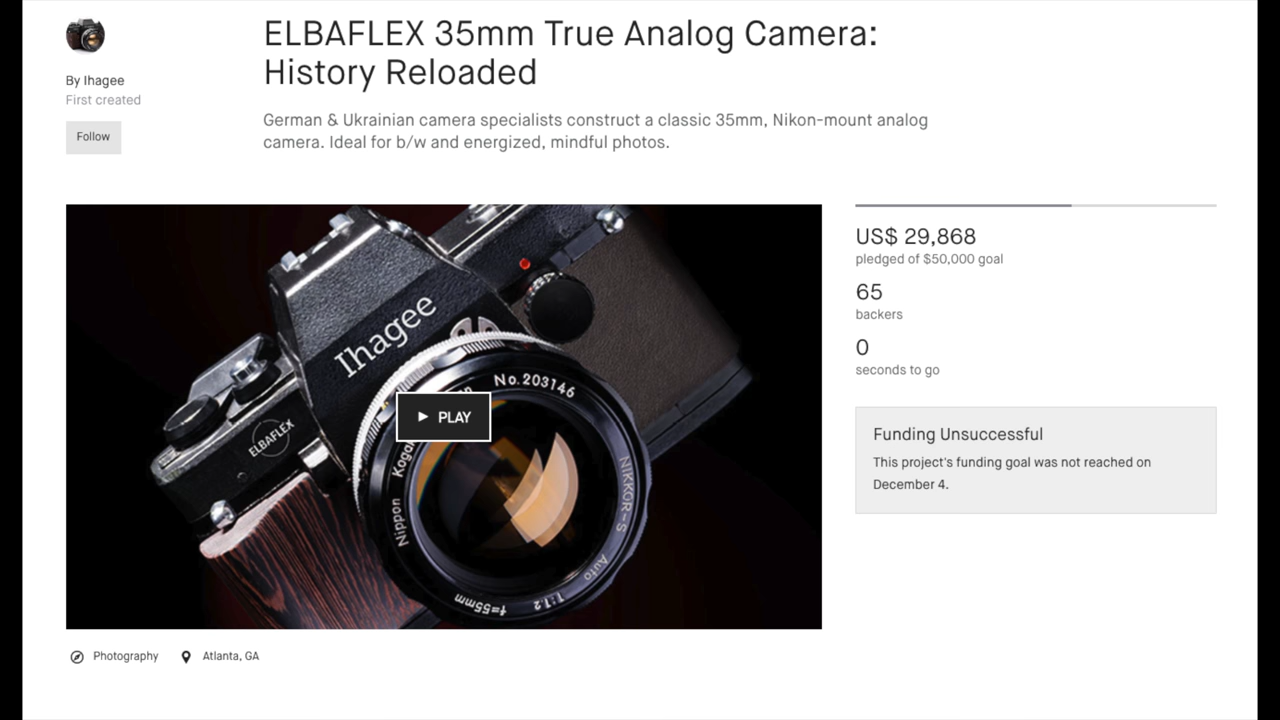 ELBAFLEX 35mm True Analog Camera:
History Reloaded
By Ihagee
First created
Follow
German & Ukrainian camera specialists construct a classic 35mm, Nikon-mount analog
camera. Ideal for b/w and energized, mindful photos.
Ihagee
ELBAFLEX
No.203146
PLAY
Nippon
NIKKOR-S
Auto
1:1.2
f=55mm
US$ 29,868
pledged of $50,000 goal
65
backers
0
seconds to go
Funding Unsuccessful
This project's funding goal was not reached on
December 4.
Photography
Atlanta, GA